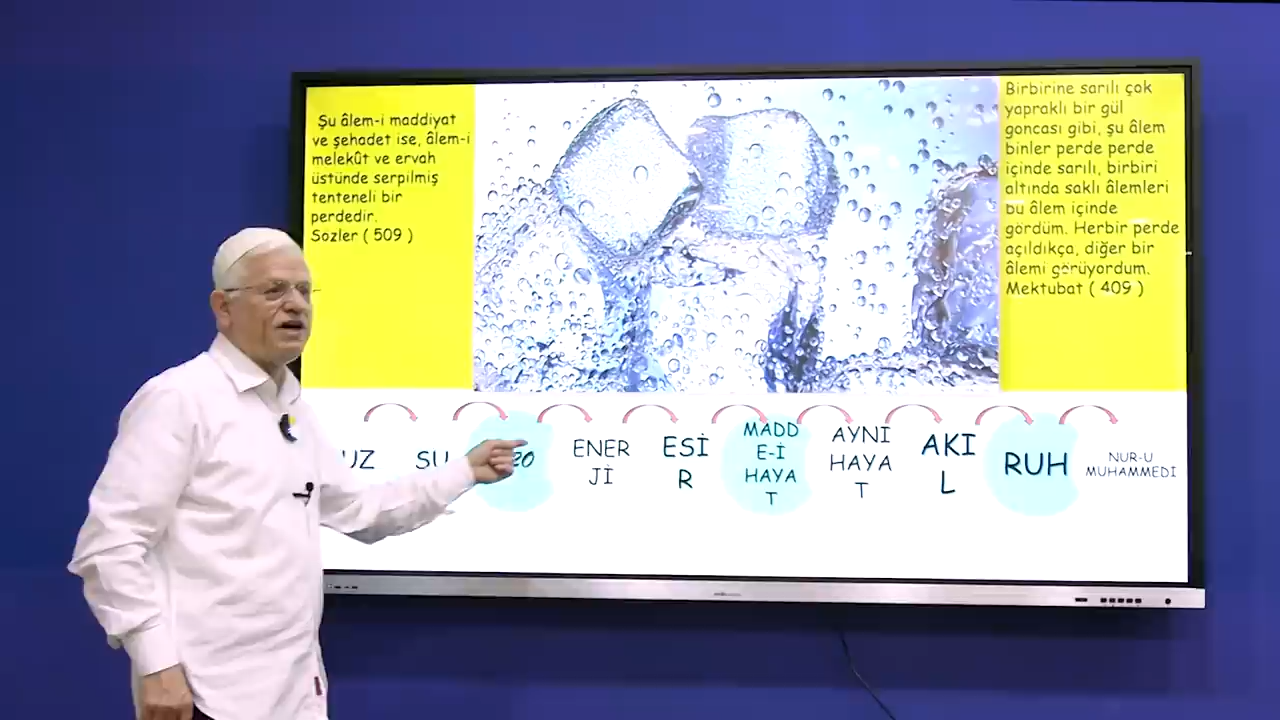 Şu âlem-i maddiyat
ve şehadet ise, âlem-i
melekût ve ervah
üstünde serpilmiş
tenteneli bir
perdedir.
Sozler ( 509 )
Birbirine sarılı çok
yapraklı bir gül
goncası gibi, şu âlem
binler perde perde
içinde sarılı, birbiri
altında saklı âlemleri
bu âlem içinde
gördüm. Herbir perde
açıldıkça, diğer bir
âlemi görüyordum.
Mektubat ( 409 )
UZ
SU
ENER
Jİ
ESİ
R
MADD
E-İ
HAYA
T
AYNI
HAYA
T
AKI
L
RUH
NUR-U
MUHAMMEDI